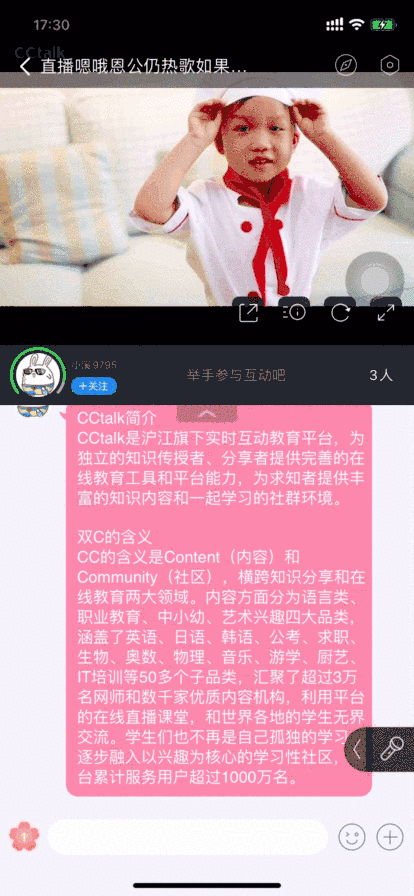 17:30
CCtalk
直播嗯哦恩公仍热歌如果...
小溪9795
+关注
举手参与互动吧
3人
CCtalk简介
CCtalk是沪江旗下实时互动教育平台，为
独立的知识传授者、分享者提供完善的在
线教育工具和平台能力，为求知者提供丰
富的知识内容和一起学习的社群环境。
双C的含义
CC的含义是Content（内容）和
Community（社区），横跨知识分享和在
线教育两大领域。内容方面分为语言类、
职业教育、中小幼、艺术兴趣四大品类，
涵盖了英语、日语、韩语、公考、求职、
生物、奥数、物理、音乐、游学、厨艺、
IT培训等50多个子品类，汇聚了超过3万
名网师和数千家优质内容机构，利用平台
的在线直播课堂，和世界各地的学生无界
交流。学生们也不再是自己孤独的学习
逐步融入以兴趣为核心的学习性社区，
台累计服务用户超过1000万名。
1